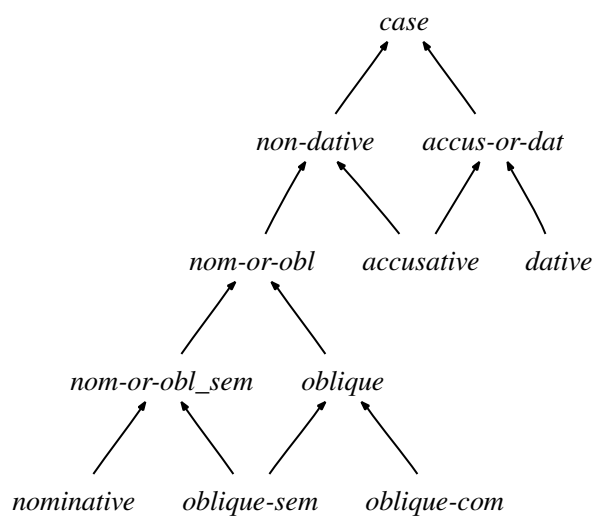 case
non-dative accus-or-dat
nom-or-obl accusative dative
nom-or-obl_sem oblique
nominative oblique-sem oblique-com